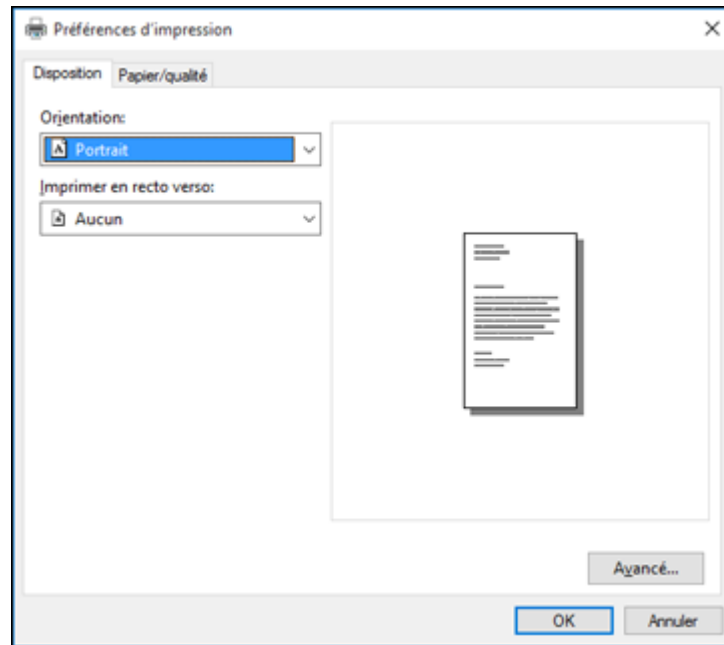 Préférences d'impression
Disposition
Papier/qualité
Orientation:
Portrait
Imprimer en recto verso:
Aucun
Avancé...
OK
Annuler